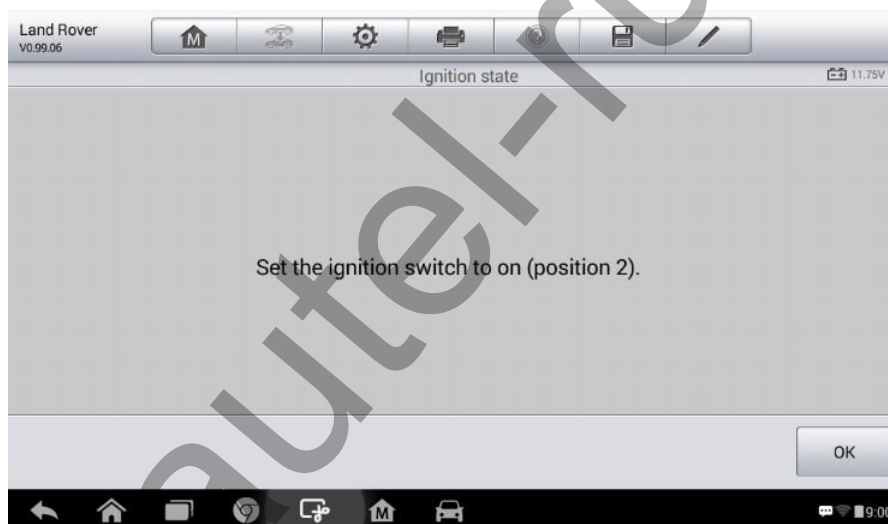 Land Rover
V0.99.06
M
Ignition state
11.75V
Set the ignition switch to on (position 2).
OK
M